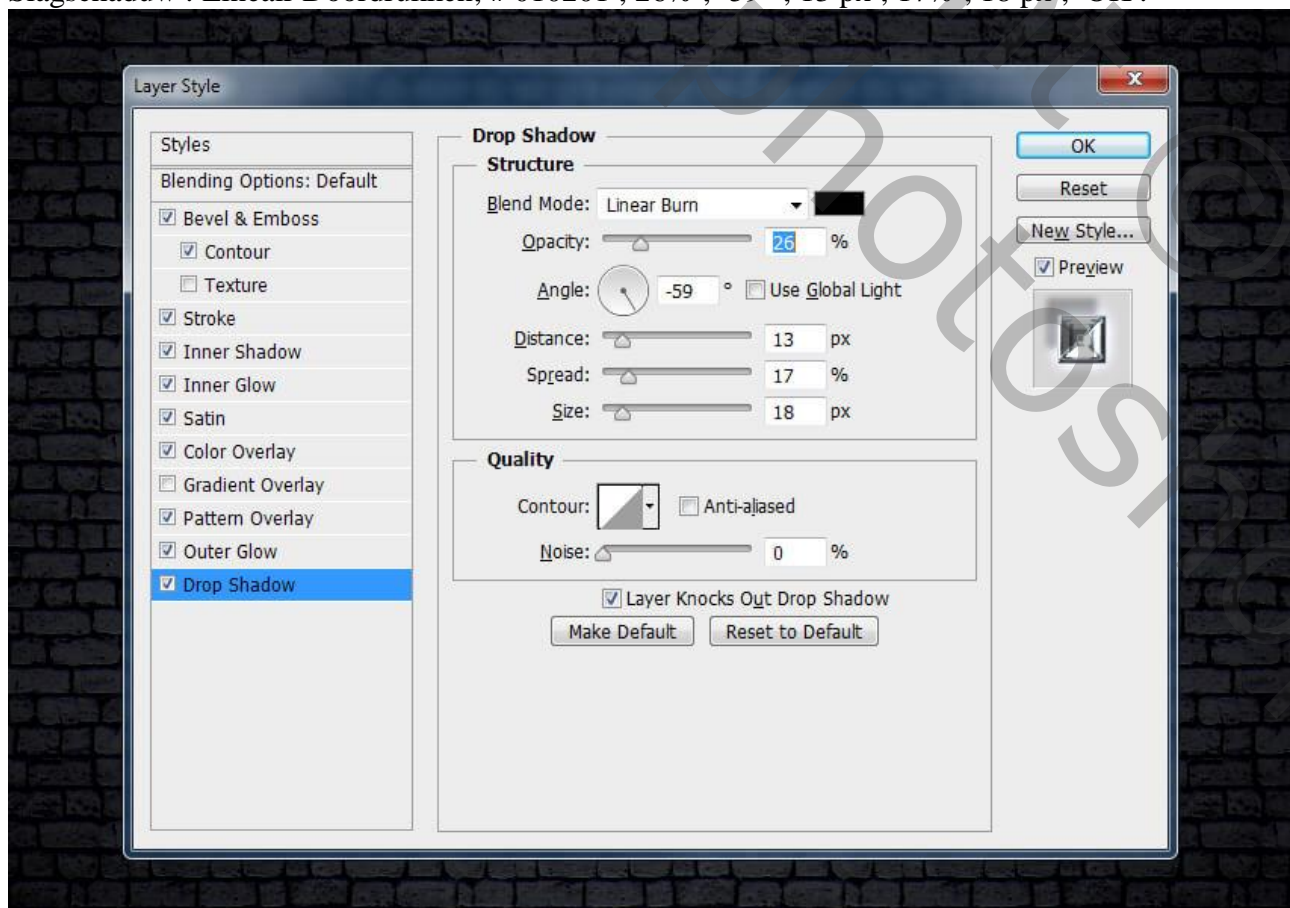 Layer Style
x
Styles
Blending Options: Default
Bevel & Emboss
Contour
Texture
Stroke
Inner Shadow
Inner Glow
Satin
Color Overlay
Gradient Overlay
Pattern Overlay
Outer Glow
Drop Shadow
Drop Shadow
Structure
Blend Mode: Linear Burn
Opacity: 26 %
Angle: -59 ° Use Global Light
Distance: 13 px
Spread: 17 %
Size: 18 px
Quality
Contour: Anti-aliased
Noise: 0 %
Layer Knocks Out Drop Shadow
Make Default Reset to Default
OK
Reset
New Style...
Preview